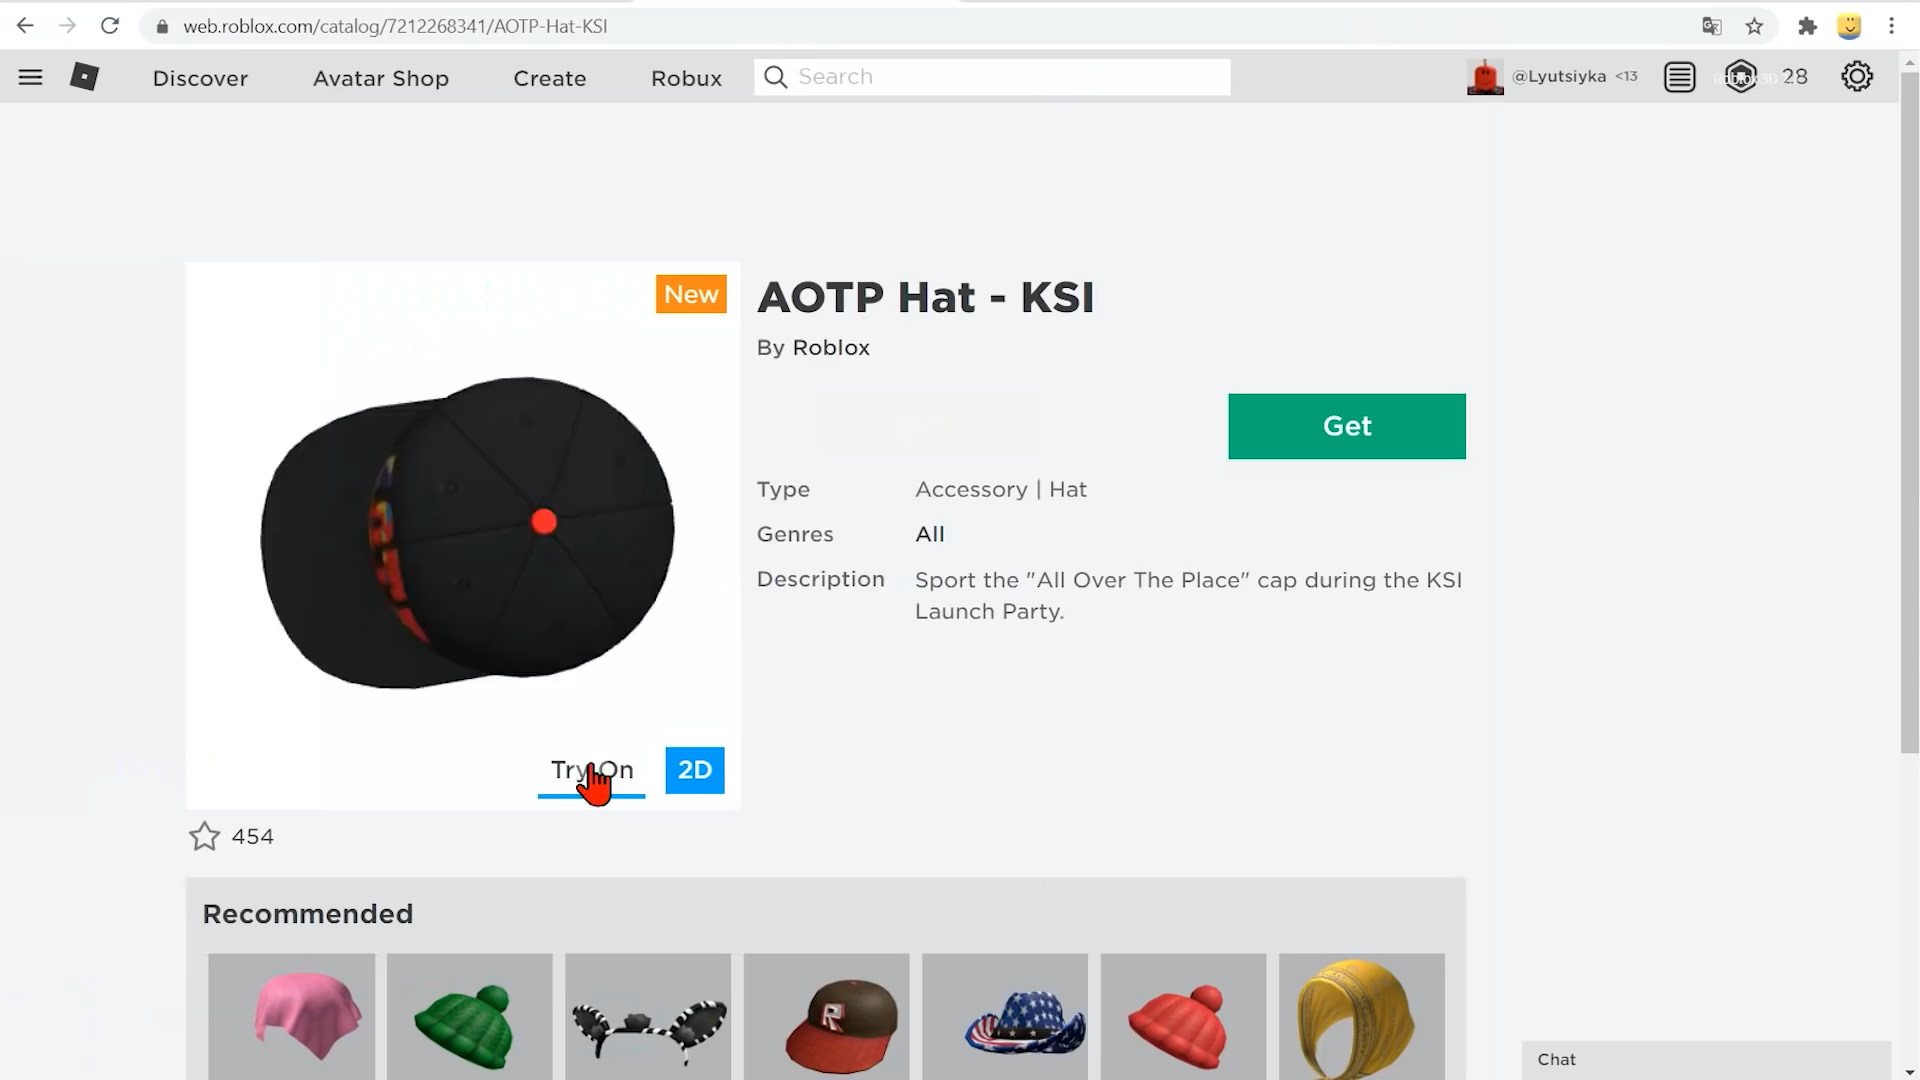 web.roblox.com/catalog/7212268341/AOTP-Hat-KSI
Discover
Avatar Shop
Create
Robux
Search
@Lyutsiyka <13
28
New
AOTP Hat - KSI
By Roblox
Get
Type
Accessory | Hat
Genres
All
Description
Sport the "All Over The Place" cap during the KSI
Launch Party.
Try On
2D
454
Recommended
R
Chat